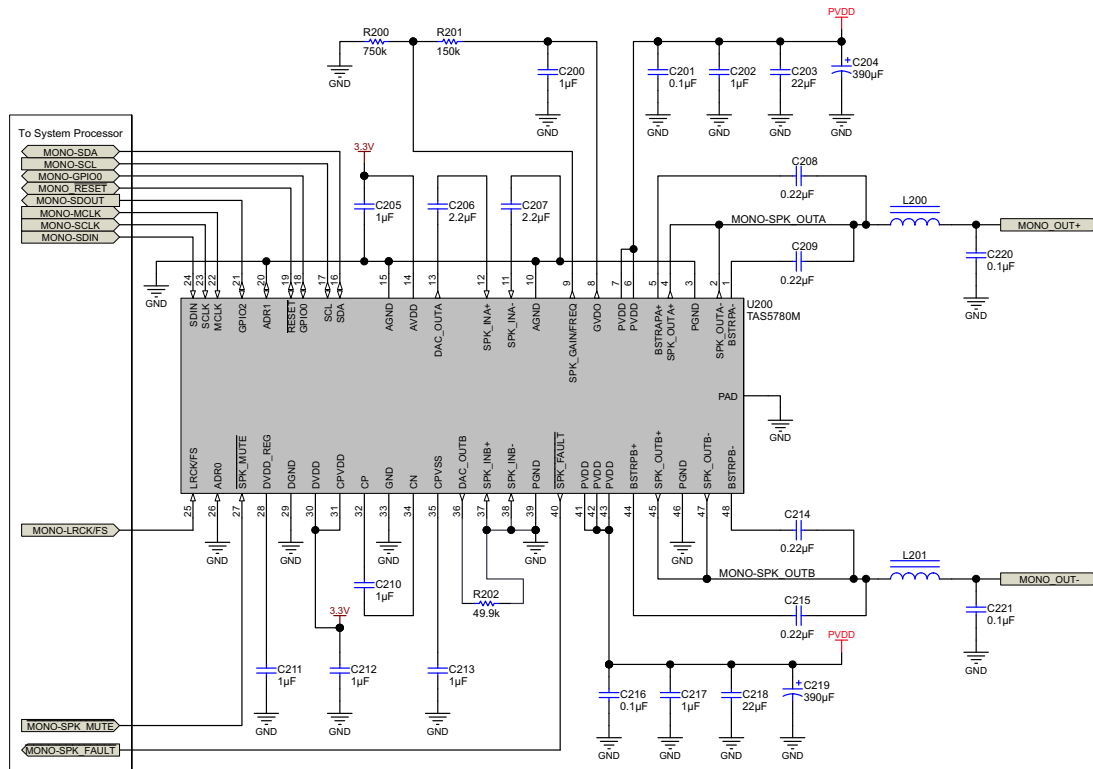 PVDD
R200
750k
R201
150k
GND
C200
1µF
GND
C201
0.1µF
GND
C202
1µF
GND
C203
22µF
GND
+
C204
390µF
GND
To System Processor
MONO-SDA
MONO-SCL
MONO-GPIO0
MONO_RESET
MONO-SDOUT
MONO-MCLK
MONO-SCLK
MONO-SDIN
3.3V
C205
1µF
C206
2.2µF
C207
2.2µF
C208
0.22µF
MONO-SPK_OUTA
C209
0.22µF
L200
MONO_OUT+
C220
0.1µF
GND
GND
24
23
22
21
20
19
18
17
16
15
14
13
12
11
10
9
8
7
6
5
4
3
2
1
SDIN
SCLK
MCLK
GPIO2
ADR1
RESET
GPIO0
SCL
SDA
AGND
AVDD
DAC_OUTA
SPK_INA+
SPK_INA-
AGND
SPK_GAIN/FREQ
GVDO
PVDD
PVDD
BSTRAPA+
SPK_OUTA+
PGND
SPK_OUTA-
BSTRPA-
U200
TAS5780M
PAD
GND
LRCK/FS
ADR0
SPK_MUTE
DVDD_REG
DGND
DVDD
CPVDD
CP
GND
CN
CPVSS
DAC_OUTB
SPK_INB+
SPK_INB-
PGND
SPK_FAULT
PVDD
PVDD
PVDD
BSTRPB+
SPK_OUTB+
PGND
SPK_OUTB-
BSTRPB-
25
26
27
28
29
30
31
32
33
34
35
36
37
38
39
40
41
42
43
44
45
46
47
48
MONO-LRCK/FS
GND
GND
GND
GND
GND
C214
0.22µF
MONO-SPK_OUTB
C215
0.22µF
L201
MONO_OUT-
C221
0.1µF
GND
C210
1µF
R202
49.9k
3.3V
C211
1µF
GND
C212
1µF
GND
C213
1µF
GND
PVDD
C216
0.1µF
GND
C217
1µF
GND
C218
22µF
GND
+
C219
390µF
GND
MONO-SPK_MUTE
MONO-SPK_FAULT